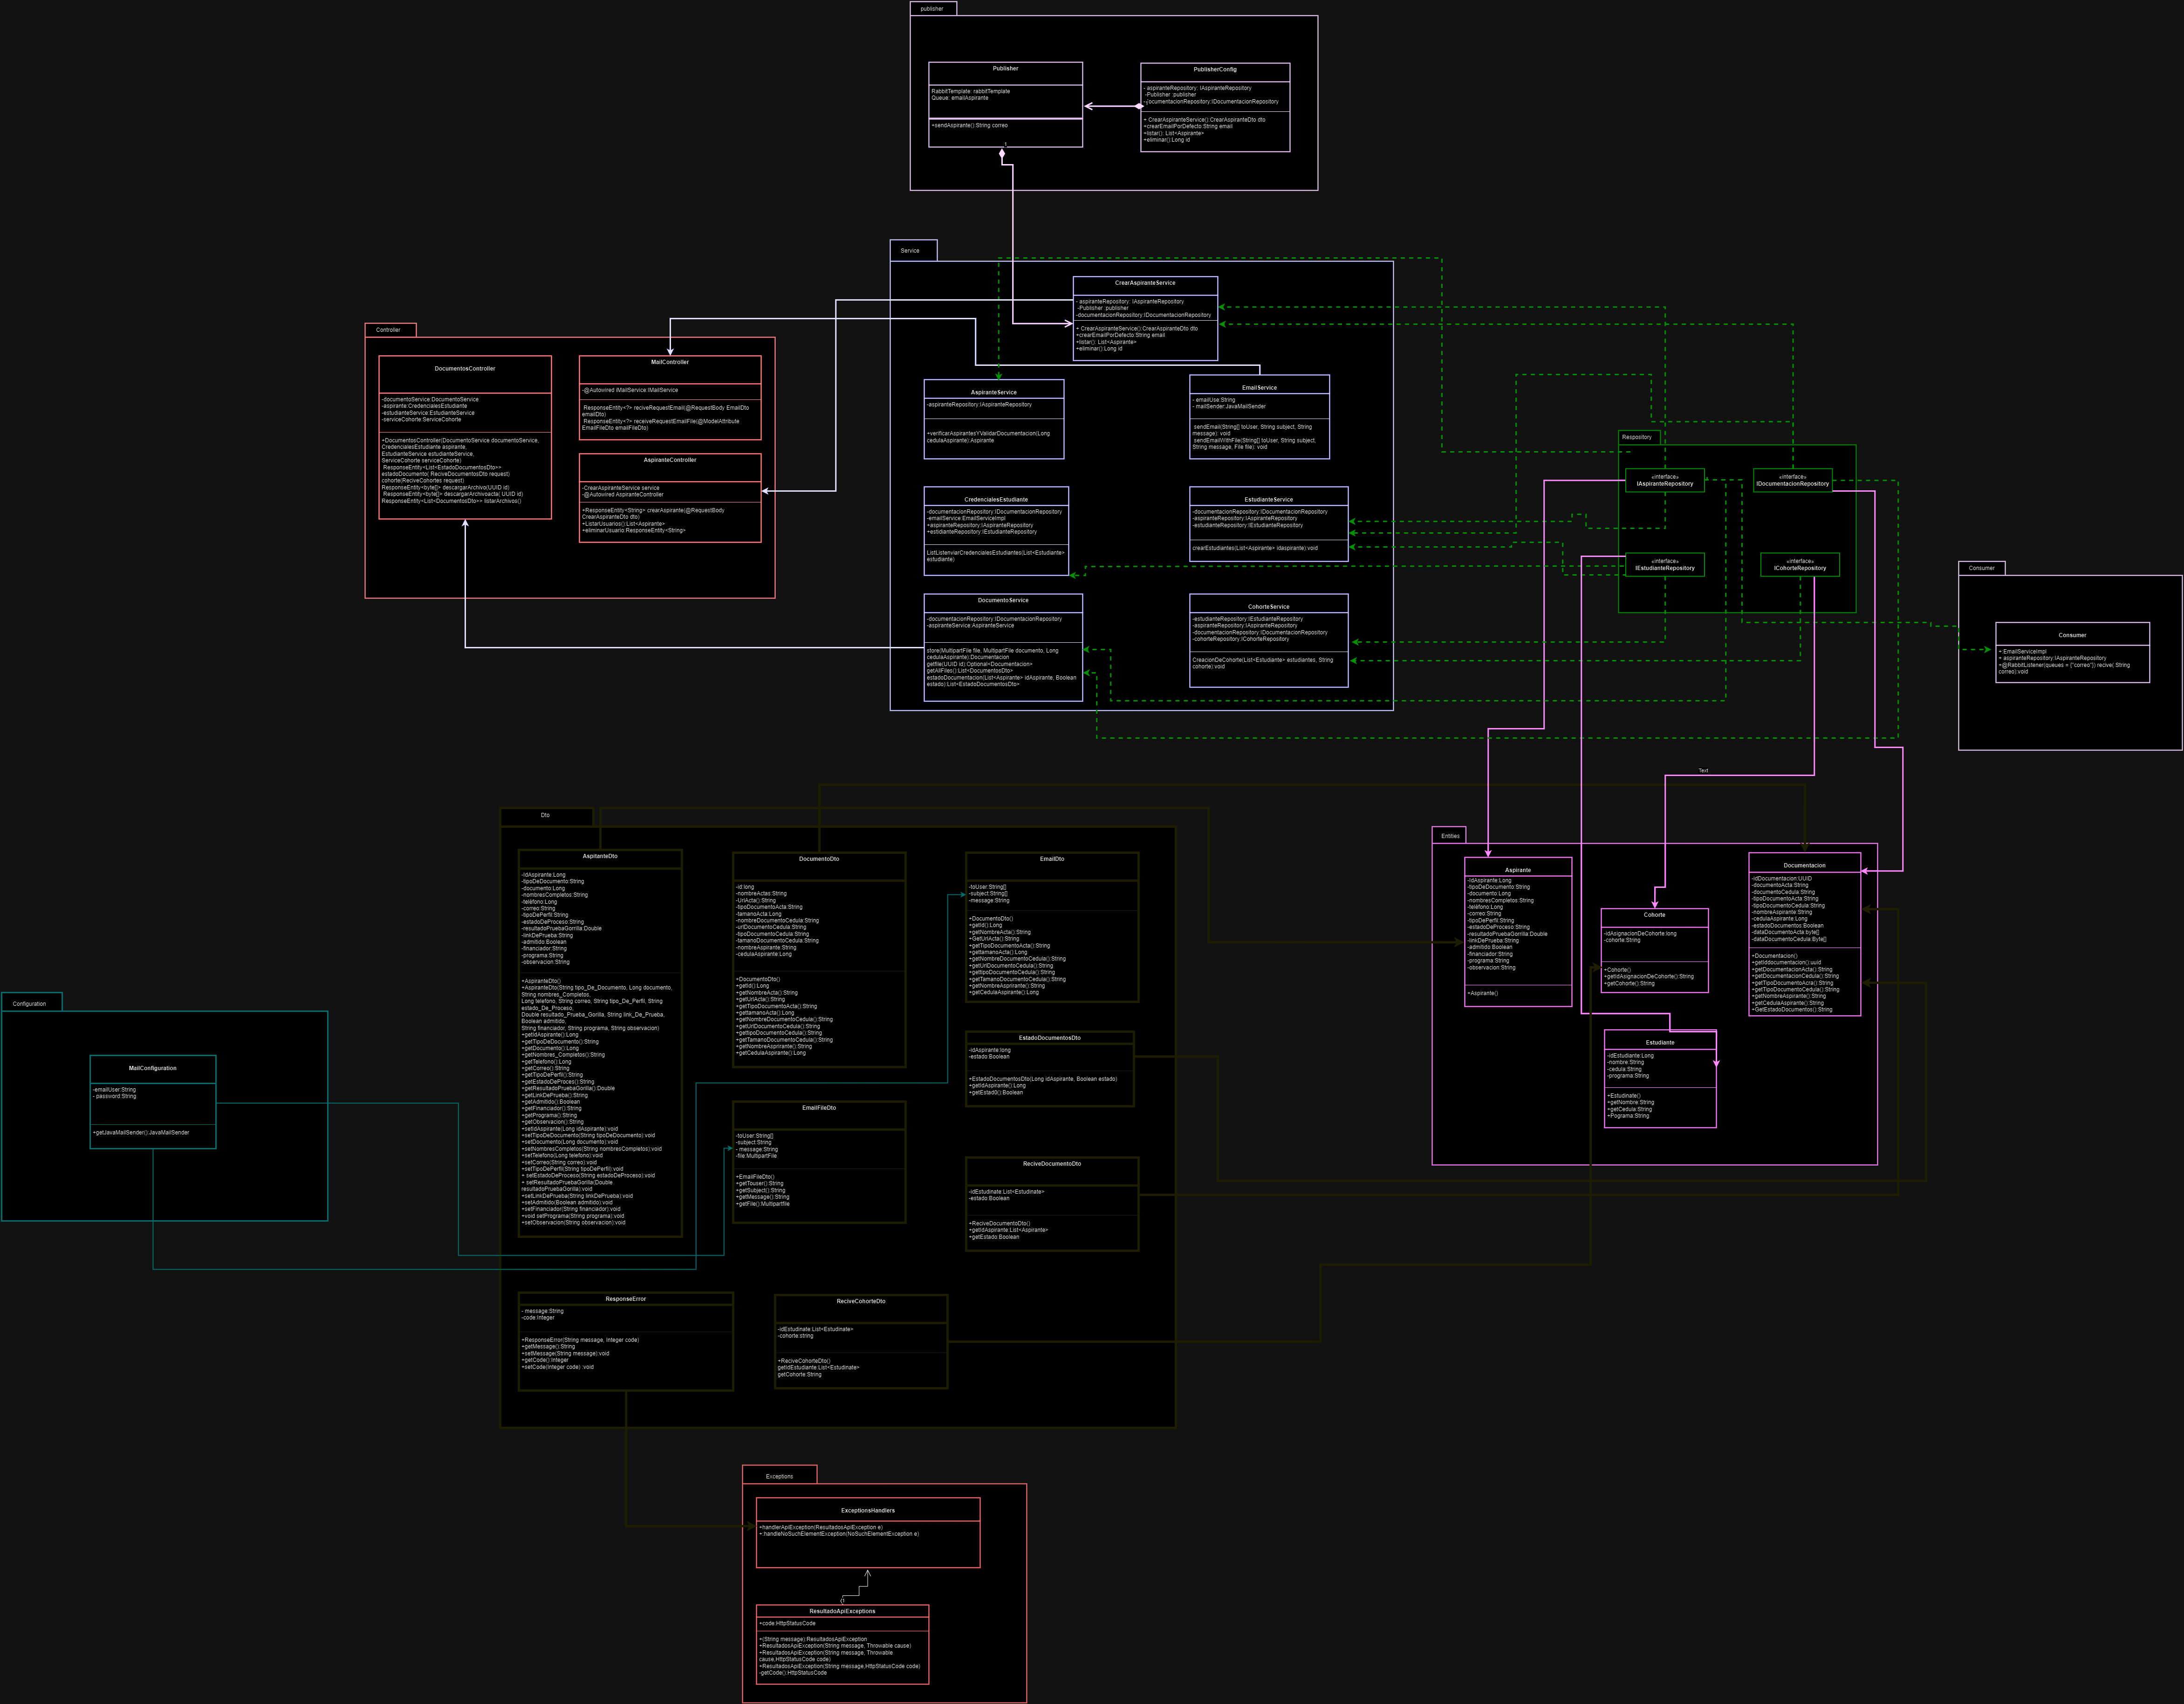 publisher
Publisher
RabbitTemplate: rabbitTemplate
Queue: emailAspirante
+sendAspirante():String correo
1
PublisherConfig
- aspiranteRepository: IAspiranteRepository
-Publisher :publisher
-documentacionRepository:IDocumentacionRepository
+ CrearAspiranteService():CrearAspiranteDto dto
+crearEmailPorDefecto:String email
+listar(): List<Aspirante>
+eliminar():Long id
Service
CrearAspiranteService
- aspiranteRepository: IAspiranteRepository
-Publisher :publisher
-documentacionRepository:IDocumentacionRepository
+ CrearAspiranteService():CrearAspiranteDto dto
+crearEmailPorDefecto:String email
+listar(): List<Aspirante>
+eliminar():Long id
AspiranteService
-aspiranteRepository:IAspiranteRepository
+verificarAspirantesYValidarDocumentacion(Long
cedulaAspirante):Aspirante
EmailService
- emailUse:String
- mailSender:JavaMailSender
sendEmail(String[] toUser, String subject, String
message): void
sendEmailWithFile(String[] toUser, String subject,
String message, File file): void
CredencialesEstudiante
-documentacionRepository:IDocumentacionRepository
-emailService:EmailServiceImpl
+aspiranteRepository:IAspiranteRepository
+estidianteRepository:IEstudianteRepository
ListListenviarCredencialesEstudiantes(List<Estudiante>
estudiante)
EstudianteService
-documentacionRepository:IDocumentacionRepository
-aspiranteRepository:IAspiranteRepository
-estudianteRepository:IEstudianteRepository
crearEstudiantes(List<Aspirante> idaspirante):void
DocumentoService
-documentacionRepository:IDocumentacionRepository
-aspiranteService:AspiranteService
store(MultipartFile file, MultipartFile documento, Long
cedulaAspirante):Documentacion
getfile(UUID id):Optional<Documentacion>
getAllFiles():List<DocumentosDto>
estadoDocumentacion(List<Aspirante> idAspirante, Boolean
estado):List<EstadoDocumentosDto>
CohorteService
-estudianteRepository:IEstudianteRepository
-aspiranteRepository:IAspiranteRepository
-documentacionRepository:IDocumentacionRepository
-cohorteRepository:ICohorteRepository
CreacionDeCohorte(List<Estudiante> estudiantes, String
cohorte):void
Controller
DocumentosController
-documentoService:DocumentoService
-aspirante:CredencialesEstudiante
-estudianteService:EstudianteService
-serviceCohorte:ServiceCohorte
+DocumentosController(DocumentoService documentoService,
CredencialesEstudiante aspirante,
EstudianteService estudianteService,
ServiceCohorte serviceCohorte)
ResponseEntity<List<EstadoDocumentosDto>>
estadoDocumento( ReciveDocumentosDto request)
cohorte(ReciveCohortes request)
ResponseEntity<byte[]> descargarArchivo(UUID id)
ResponseEntity<byte[]> descargarArchivoacta( UUID id)
ResponseEntity<List<DocumentosDto>> listarArchivos()
MailController
-@Autowired IMailService:IMailService
ResponseEntity<?> reciveRequestEmail(@RequestBody EmailDto
emailDto)
ResponseEntity<?> receiveRequestEmailFile(@ModelAttribute
EmailFileDto emailFileDto)
AspiranteController
-CrearAspiranteService service
-@Autowired AspiranteController
+ResponseEntity<String> crearAspirante(@RequestBody
CrearAspiranteDto dto)
+ListarUsuarios():List<Aspirante>
+eliminarUsuario:ResponseEntity<String>
Respository
«interface»
IAspiranteRepository
«interface»
IDocumentacionRepository
«interface»
IEstudianteRepository
«interface»
ICohorteRepository
Consumer
Consumer
+:EmailServiceImpl
+ aspiranteRepository:IAspiranteRepository
+@RabbitListener(queues = {"correo"}) recive( String
correo):void
Text
Dto
AspitanteDto
-IdAspirante:Long
-tipoDeDocumento:String
-documento:Long
-nombresCompletos:String
-teléfono:Long
-correo:String
-tipoDePerfil:String
-estadoDeProceso:String
-resultadoPruebaGorrilla:Double
-linkDePrueba:String
-admitido:Boolean
-financiador:String
-programa:String
-observacion:String
+AspiranteDto()
+AspiranteDto(String tipo_De_Documento, Long documento,
String nombres_Completos,
Long telefono, String correo, String tipo_De_Perfil, String
estado_De_Proceso,
Double resultado_Prueba_Gorilla, String link_De_Prueba,
Boolean admitido,
String financiador, String programa, String observacion)
+getIdAspirante():Long
+getTipoDeDocumento():String
+getDocumento():Long
+getNombres_Completos():String
+getTelefono():Long
+getCorreo():String
+getTipoDePerfil():String
+getEstadoDeProces():String
+getResultadoPruebaGorilla():Double
+getLinkDePrueba():String
+getAdmitido():Boolean
+getFinanciador():String
+getPrograma():String
+getObservacion():String
+setIdAspirante(Long idAspirante):void
+setTipoDeDocumento(String tipoDeDocumento):void
+setDocumento(Long documento):void
+setNombresCompletos(String nombresCompletos):void
+setTelefono(Long telefono):void
+setCorreo(String correo):void
+setTipoDePerfil(String tipoDePerfil):void
+ setEstadoDeProceso(String estadoDeProceso):void
+ setResultadoPruebaGorilla(Double
resultadoPruebaGorilla):void
+setLinkDePrueba(String linkDePrueba):void
+setAdmitido(Boolean admitido):void
+setFinanciador(String financiador):void
+void setPrograma(String programa):void
+setObservacion(String observacion):void
DocumentoDto
-id:long
-nombreActas:String
-UrlActa():String
-tipoDocumentoActa:String
-tamanoActa:Long
-nombreDocumentoCedula:String
-urlDocumentoCedula:String
-tipoDocumentoCedula:String
-tamanoDocumentoCedula:String
-nombreAspirante:String
-cedulaAspirante:Long
+DocumentoDto()
+getId():Long
+getNombreActa():String
+getUrlActa():String
+getTipoDocumentoActa():String
+gettamanoActa():Long
+getNombreDocumentoCedula():String
+getUrlDocumentoCedula():String
+gettipoDocumentoCedula():String
+getTamanoDocumentoCedula():String
+getNombreAsprirante():String
+getCedulaAspirante():Long
EmailDto
-toUser:String[]
-subject:String[]
-message:String
+DocumentoDto()
+getId():Long
+getNombreActa():String
+GetUrlActa():String
+getTipoDocumentoActa():String
+gettamanoActa():Long
+getNombreDocumentoCedula():String
+getUrlDocumentoCedula():String
+gettipoDocumentoCedula():String
+getTamanoDocumentoCedula():String
+getNombreAsprirante():String
+getCedulaAspirante():Long
EstadoDocumentosDto
-idAspirante:long
-estado:Boolean
+EstadoDocumentosDto(Long idAspirante, Boolean estado)
+getIdAspirante():Long
+getEstad0():Boolean
EmailFileDto
-toUser:String[]
-subject:String
- message:String
-file:MultipartFile
+EmailFileDto()
+getTouser():String
+getSubject():String
+getMessage():String
+getFile():Multipartfile
ReciveDocumentoDto
-idEstudinate:List<Estudinate>
-estado:Boolean
+ReciveDocumentoDto()
+getIdAspirante:List<Aspirante>
+getEstado:Boolean
ResponseError
- message:String
-code:Integer
+ResponseError(String message, Integer code)
+getMessage():String
+setMessage(String message):void
+getCode():Integer
+setCode(Integer code) :void
ReciveCohorteDto
-idEstudinate:List<Estudinate>
-cohorte:string
+ReciveCohorteDto()
getIdEstudiante:List<Estudinate>
getCohorte:String
Entities
Aspirante
-IdAspirante:Long
-tipoDeDocumento:String
-documento:Long
-nombresCompletos:String
-teléfono:Long
-correo:String
-tipoDePerfil:String
-estadoDeProceso:String
-resultadoPruebaGorrilla:Double
-linkDePrueba:String
-admitido:Boolean
-financiador:String
-programa:String
-observacion:String
+Aspirante()
Cohorte
-idAsignacionDeCohorte:long
-cohorte:String
+Cohorte()
+getIdAsignacionDeCohorte():String
+getCohorte():String
Documentacion
-idDocumentacion:UUID
-documentoActa:String
-documentoCedula:String
-tipoDocumentoActa:String
-tipoDocumentoCedula:String
-nombreAspirante:String
-cedulaAspirante:Long
-estadoDocumentos:Boolean
-dataDocumentoActa:byte[]
-dataDocumentoCedula:Byte[]
+Documentacion()
+getIddocumentacion():uuid
+getDocumentacionActa():String
+getDocumentacionCedula():String
+getTipoDocumentoAcra():String
+getTipoDocumentoCedula():String
+getNombreAspirante():String
+getCedulaAspirante():String
+GetEstadoDocumentos():String
Estudiante
-idEstudiante:Long
-nombre:String
-cedula:String
-programa:String
+Estudinate()
+getNombre:String
+getCedula:String
+Pograma:String
Configuration
MailConfiguration
-emailUser:String
- password:String
+getJavaMailSender():JavaMailSender
Exceptions
ExceptionsHandlers
+handlerApiException(ResultadosApiException e)
+:handleNoSuchElementException(NoSuchElementException e)
ResultadoApiExceptions
+code:HttpStatusCode
+(String message):ResultadosApiException
+ResultadosApiException(String message, Throwable cause)
+ResultadosApiException(String message, Throwable
cause,HttpStatusCode code)
+ResultadosApiException(String message,HttpStatusCode code)
-getCode():HttpStatusCode